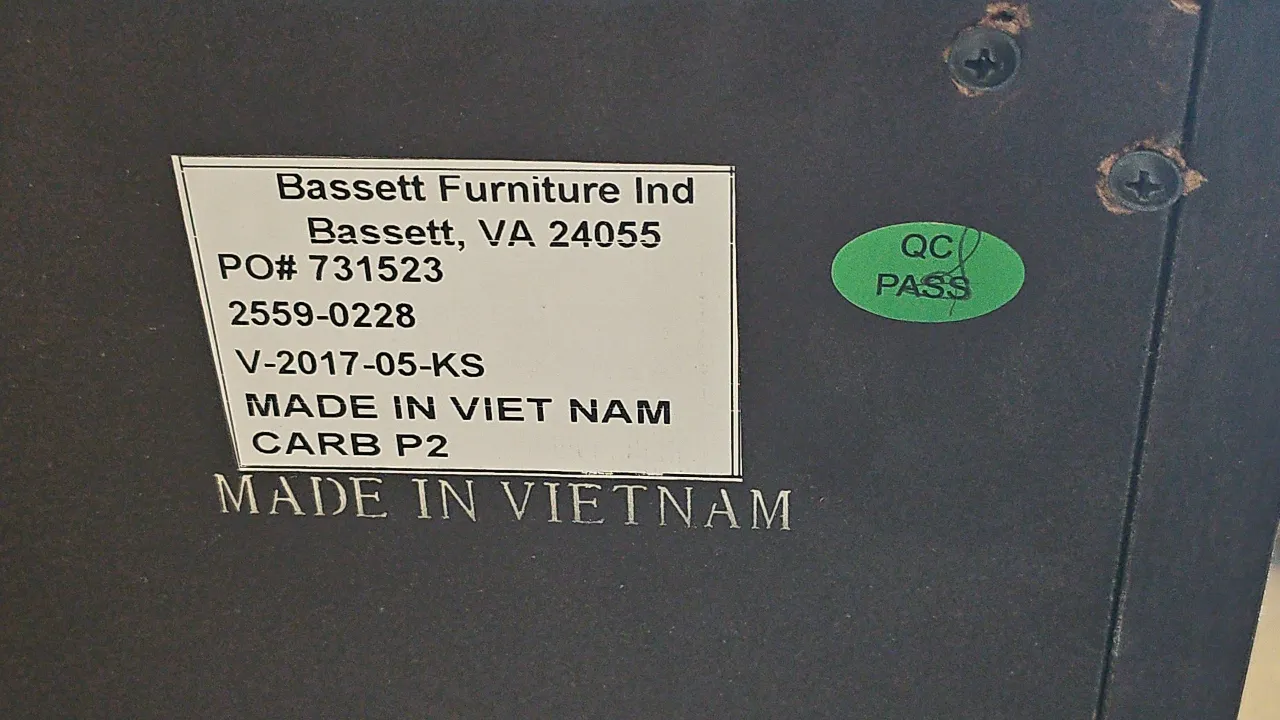 Bassett Furniture Ind
Bassett, VA 24055
PO# 731523
2559-0228
V-2017-05-KS
MADE IN VIET NAM
CARB P2
MADE IN VIETNAM
QC
PASS